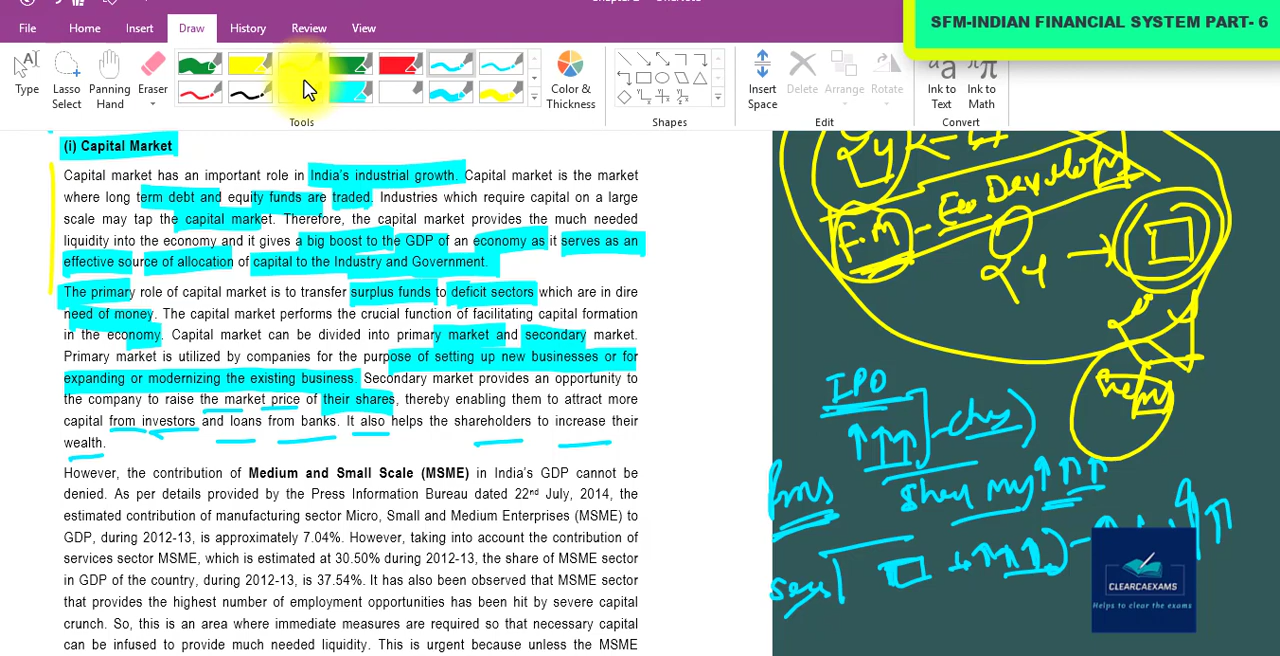 SFM-INDIAN FINANCIAL SYSTEM PART- 6
File Home Insert Draw History Review View
Type
Lasso Select
Panning Hand
Eraser
Color & Thickness
Insert Space
Delete
Arrange
Rotate
Ink to Text
Ink to Math
Tools
Shapes
Edit
Convert
(i) Capital Market
Capital market has an important role in India's industrial growth. Capital market is the market
where long term debt and equity funds are traded. Industries which require capital on a large
scale may tap the capital market. Therefore, the capital market provides the much needed
liquidity into the economy and it gives a big boost to the GDP of an economy as it serves as an
effective source of allocation of capital to the Industry and Government.
The primary role of capital market is to transfer surplus funds to deficit sectors which are in dire
need of money. The capital market performs the crucial function of facilitating capital formation
in the economy. Capital market can be divided into primary market and secondary market.
Primary market is utilized by companies for the purpose of setting up new businesses or for
expanding or modernizing the existing business. Secondary market provides an opportunity to
the company to raise the market price of their shares, thereby enabling them to attract more
capital from investors and loans from banks. It also helps the shareholders to increase their
wealth.
However, the contribution of Medium and Small Scale (MSME) in India's GDP cannot be
denied. As per details provided by the Press Information Bureau dated 22nd July, 2014, the
estimated contribution of manufacturing sector Micro, Small and Medium Enterprises (MSME) to
GDP, during 2012-13, is approximately 7.04%. However, taking into account the contribution of
services sector MSME, which is estimated at 30.50% during 2012-13, the share of MSME sector
in GDP of the country, during 2012-13, is 37.54%. It has also been observed that MSME sector
that provides the highest number of employment opportunities has been hit by severe capital
crunch. So, this is an area where immediate measures are required so that necessary capital
can be infused to provide much needed liquidity. This is urgent because unless the MSME
F.M - Eco Develop
IPO
CLEARCAEXAMS
Helps to clear the exams